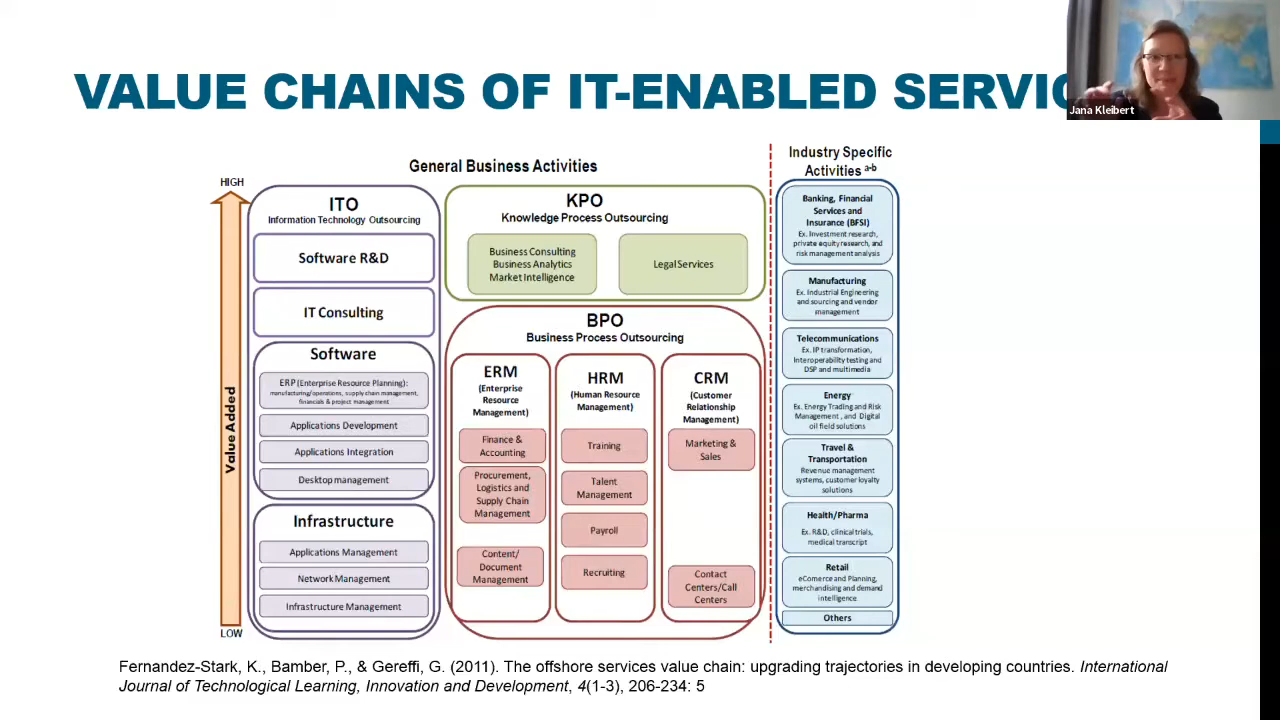 VALUE CHAINS OF IT-ENABLED SERVIC
Jana Kleibert
General Business Activities
Industry Specific
Activities a-b
HIGH
Value Added
LOW
ITO
Information Technology Outsourcing
Software R&D
IT Consulting
Software
ERP (Enterprise Resource Planning):
manufacturing/operations, supply chain management,
financials & project management
Applications Development
Applications Integration
Desktop management
Infrastructure
Applications Management
Network Management
Infrastructure Management
KPO
Knowledge Process Outsourcing
Business Consulting
Business Analytics
Market Intelligence
Legal Services
BPO
Business Process Outsourcing
ERM
(Enterprise
Resource
Management)
Finance &
Accounting
Procurement,
Logistics and
Supply Chain
Management
Content/
Document
Management
HRM
(Human Resource
Management)
Training
Talent
Management
Payroll
Recruiting
CRM
(Customer
Relationship
Management)
Marketing &
Sales
Contact
Centers/Call
Centers
Banking, Financial
Services and
Insurance (BFSI)
Ex. Investment research,
private equity research, and
risk management analysis
Manufacturing
Ex. Industrial Engineering
and sourcing and vendor
management
Telecommunications
Ex. IP transformation,
Interoperability testing and
DSP and multimedia
Energy
Ex. Energy Trading and Risk
Management , and Digital
oil field solutions
Travel &
Transportation
Revenue management
systems, customer loyalty
solutions
Health/Pharma
Ex. R&D, clinical trials,
medical transcript
Retail
eComerce and Planning,
merchandising and demand
intelligence.
Others
Fernandez-Stark, K., Bamber, P., & Gereffi, G. (2011). The offshore services value chain: upgrading trajectories in developing countries. International
Journal of Technological Learning, Innovation and Development, 4(1-3), 206-234: 5